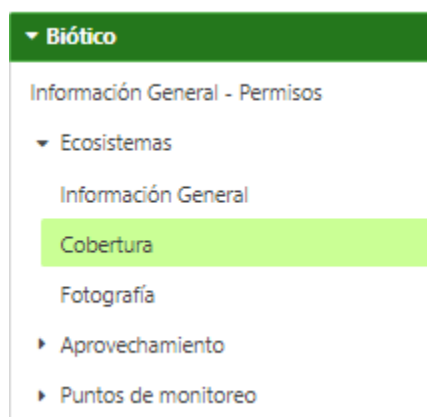 Biótico
Información General - Permisos
Ecosistemas
Información General
Cobertura
Fotografía
Aprovechamiento
Puntos de monitoreo